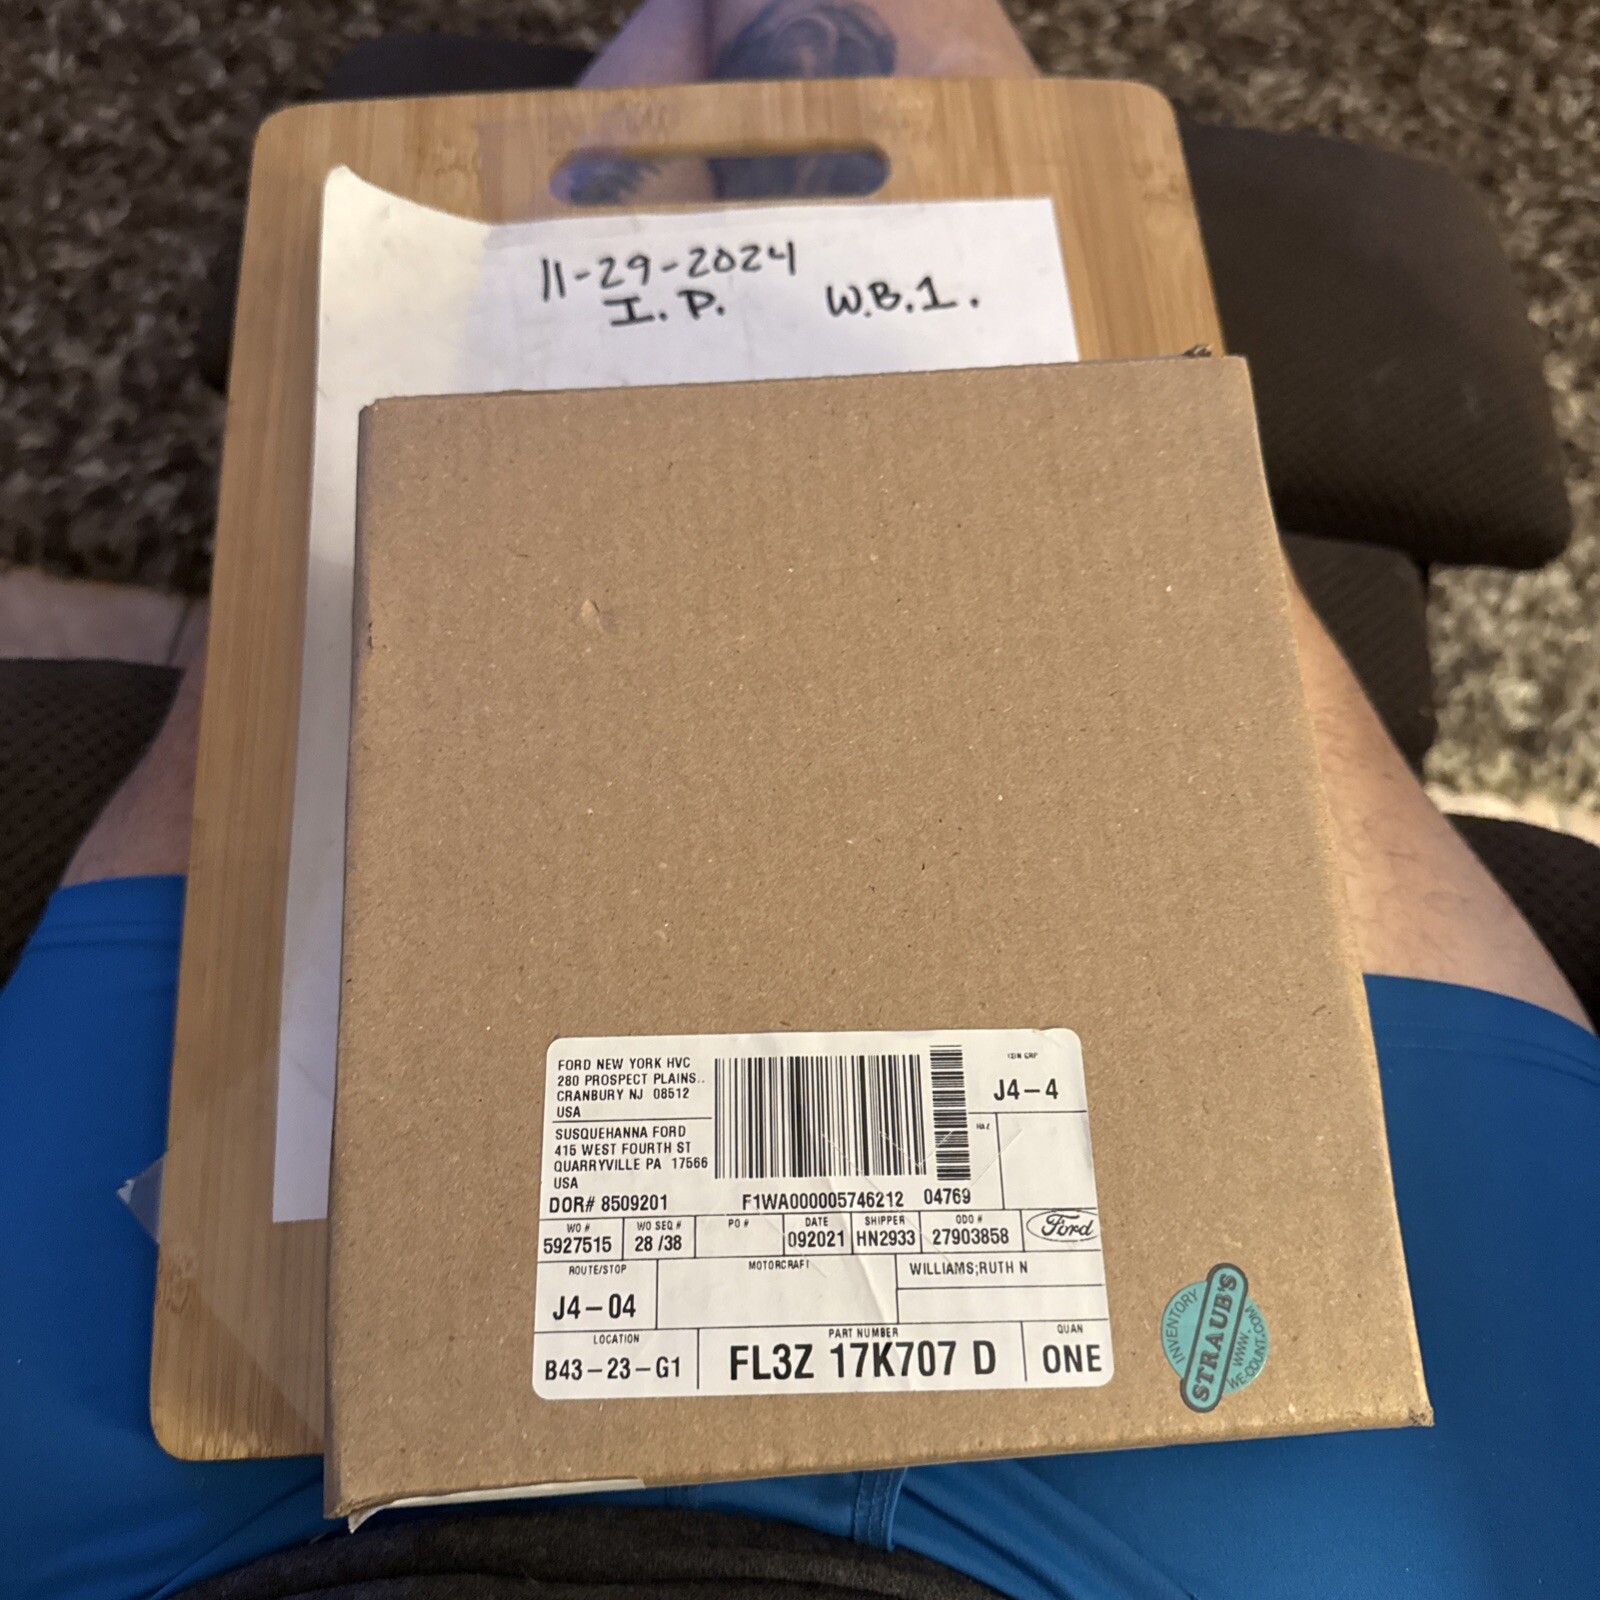 11-29-2024
I. P. W.B.1.
FORD NEW YORK HVC
280 PROSPECT PLAINS..
CRANBURY NJ 08512
USA
SUSQUEHANNA FORD
415 WEST FOURTH ST
QUARRYVILLE PA 17566
USA
DOR# 8509201
F1WA000005746212 04769
J4-4
HAZ
WO #
5927515
WO SEQ #
28 /38
PO #
DATE
092021
SHIPPER
HN2933
ODO #
27903858
Ford
ROUTE/STOP
J4-04
MOTORCRAFT
WILLIAMS;RUTH N
LOCATION
B43-23-G1
PART NUMBER
FL3Z 17K707 D
QUAN
ONE
INVENTORY
STRAUB'S
WWW.
WE-COUNT.COM